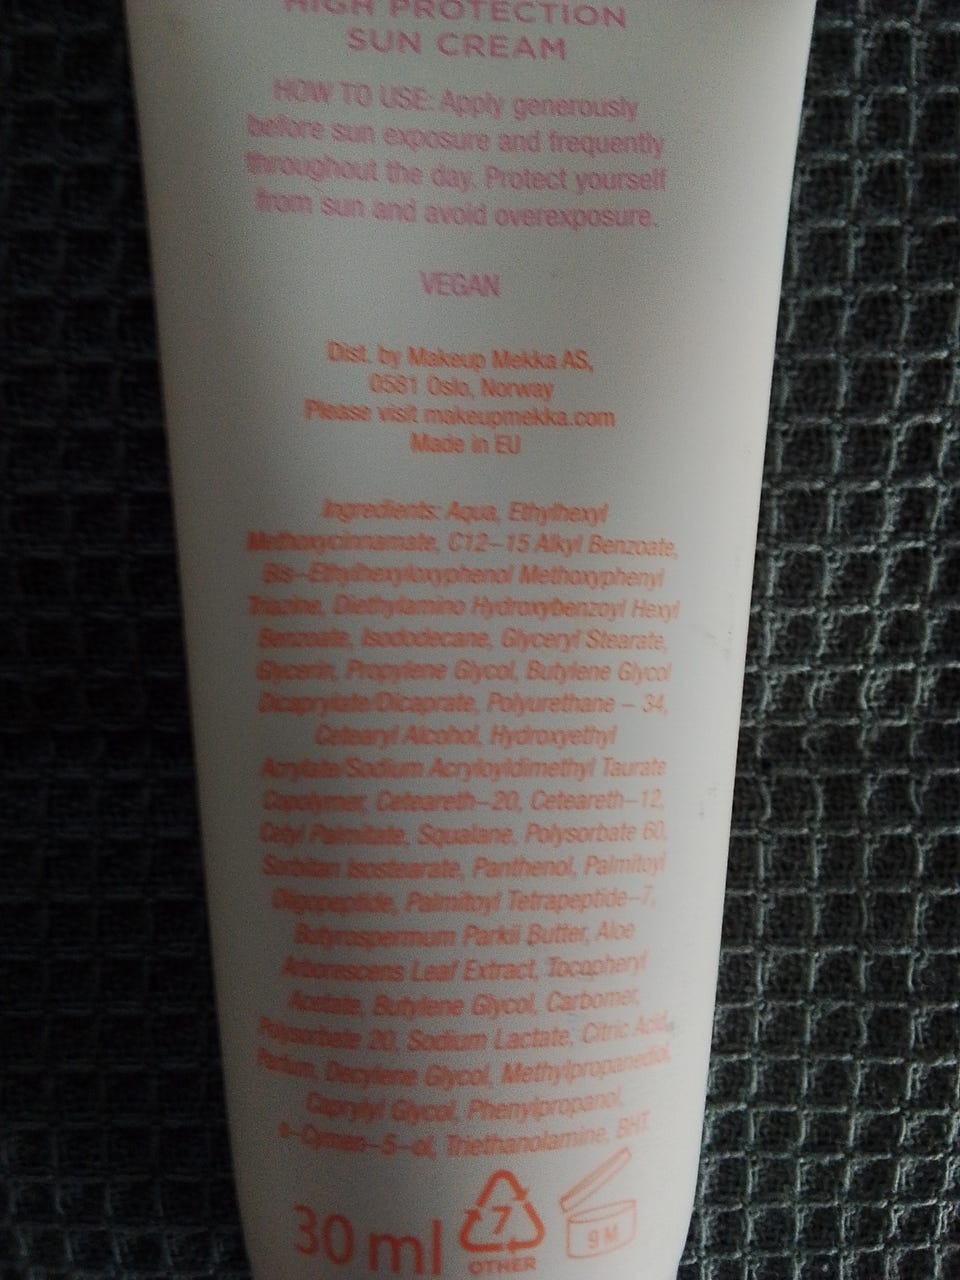 HIGH PROTECTION
SUN CREAM
HOW TO USE: Apply generously
before sun exposure and frequently
throughout the day. Protect yourself
from sun and avoid overexposure.
VEGAN
Dist. by Makeup Mekka AS,
0581 Oslo, Norway
Please visit makeupmekka.com
Made in EU
Ingredients: Aqua, Ethylhexyl
Methoxycinnamate, C12-15 Alkyl Benzoate,
Bis-Ethylhexyloxyphenol Methoxyphenyl
Triazine, Diethylamino Hydroxybenzoyl Hexyl
Benzoate, Isododecane, Glyceryl Stearate,
Glycerin, Propylene Glycol, Butylene Glycol
Dicaprylate/Dicaprate, Polyurethane - 34,
Cetearyl Alcohol, Hydroxyethyl
Acrylate/Sodium Acryloyldimethyl Taurate
Copolymer, Ceteareth-20, Ceteareth-12,
Cetyl Palmitate, Squalane, Polysorbate 60,
Sorbitan Isostearate, Panthenol, Palmitoyl
Oligopeptide, Palmitoyl Tetrapeptide-7,
Butyrospermum Parkii Butter, Aloe
Arborescens Leaf Extract, Tocopheryl
Acetate, Butylene Glycol, Carbomer,
Polysorbate 20, Sodium Lactate, Citric Acid,
Parfum, Decylene Glycol, Methylpropanediol,
Caprylyl Glycol, Phenylpropanol,
o-Cymen-5-ol, Triethanolamine, BHT.
30 ml
7
OTHER
9 M